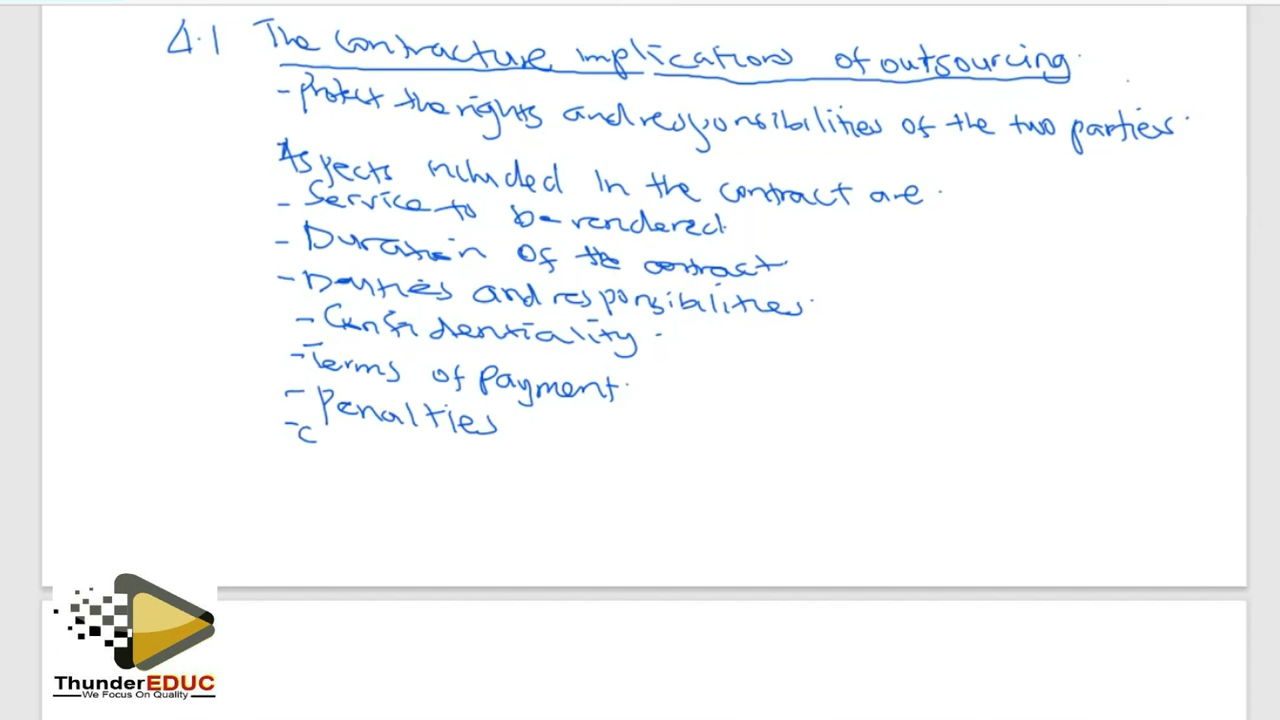 4.1 The contracture implications of outsourcing.
- protect the rights and responsibilities of the two parties.
Aspects included in the contract are.
- Service to be rendered.
- Duration of the contract
- and responsibilities.
- Confidentiality.
- Terms of payment.
- Penalties
- c
ThunderEDUC
We Focus On Quality